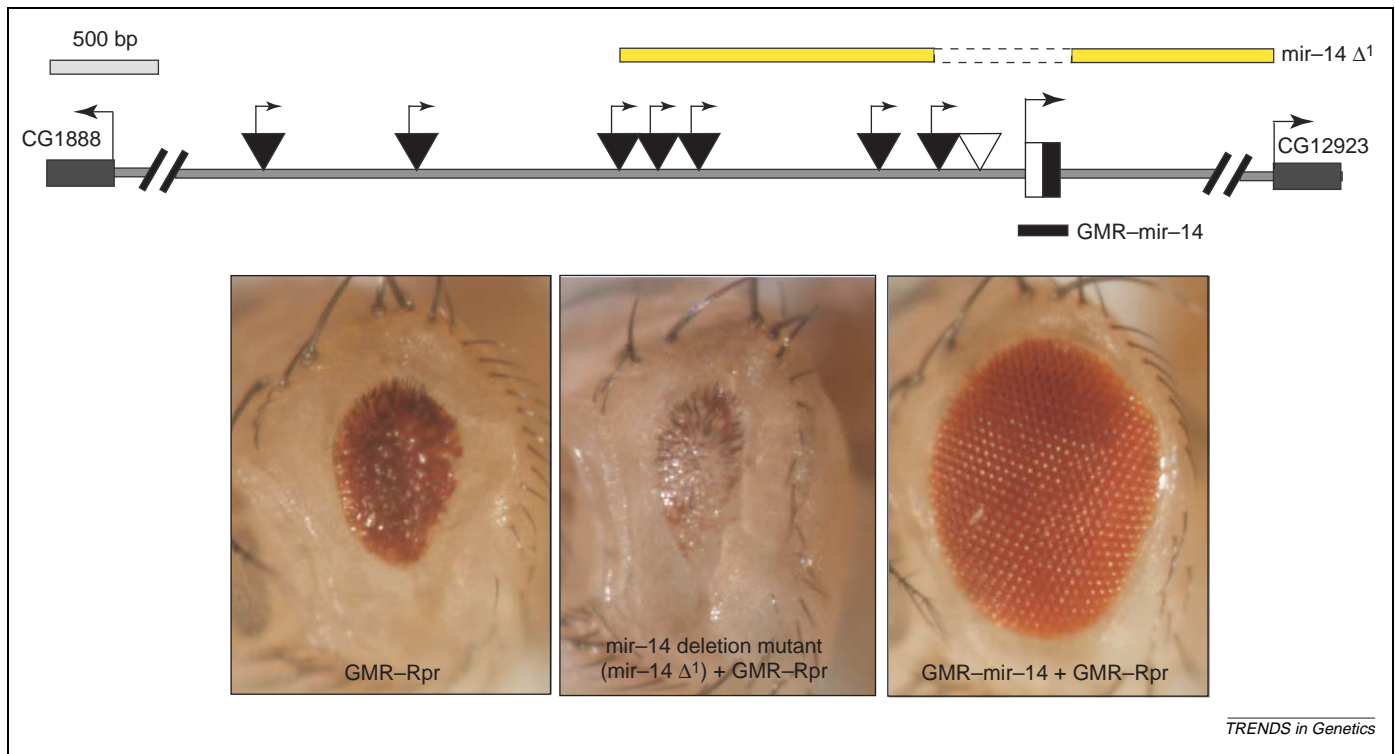 500 bp
mir–14 Δ¹
CG1888
CG12923
GMR–mir–14
GMR–Rpr
mir–14 deletion mutant
(mir–14 Δ¹) + GMR–Rpr
GMR–mir–14 + GMR–Rpr
TRENDS in Genetics